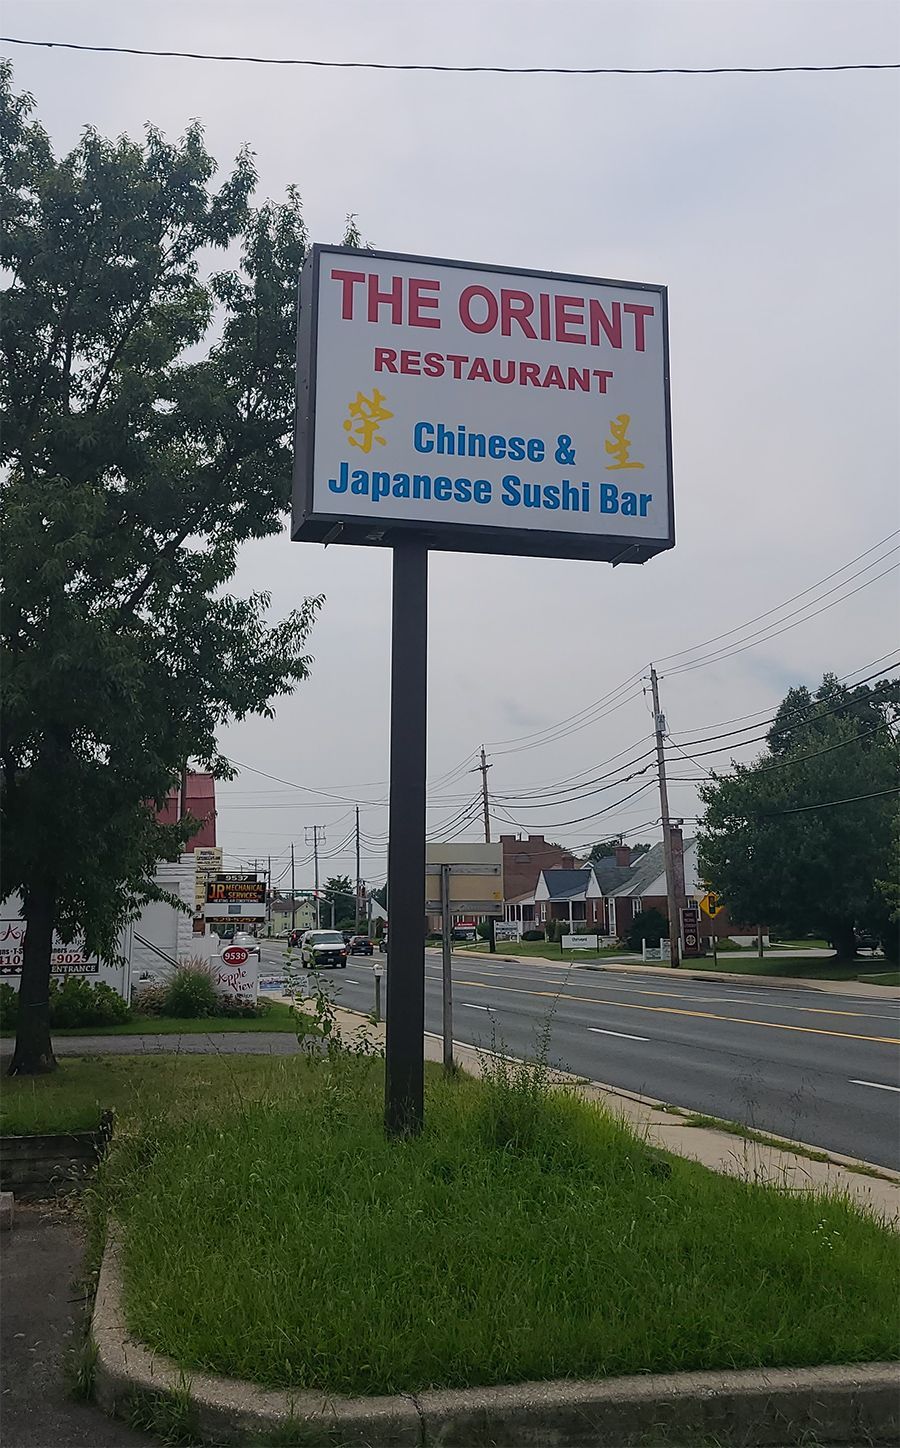 THE ORIENT
RESTAURANT
榮 星
Chinese &
Japanese Sushi Bar
9537
JR MECHANICAL
SERVICES
9539
Apple
View
ENTRANCE